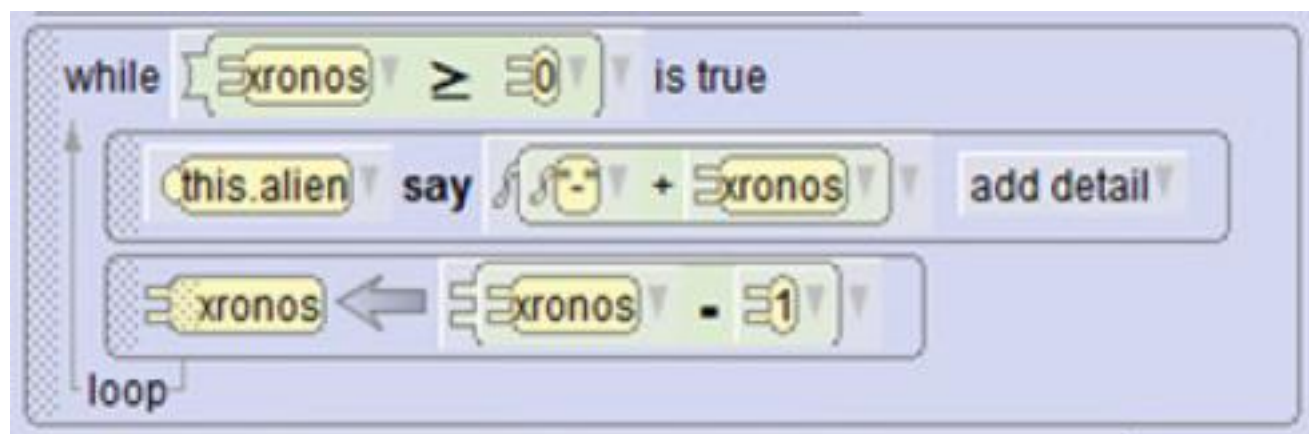 while xronos ≥ 0 is true
this.alien say "-" + xronos add detail
xronos xronos - 1
loop